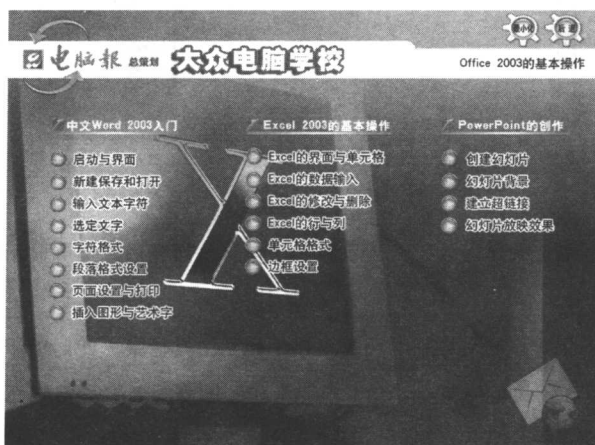 最小化 后退
电脑报 总策划 大众电脑学校
Office 2003的基本操作
中文Word 2003入门
启动与界面
新建保存和打开
输入文本字符
选定文字
字符格式
段落格式设置
页面设置与打印
插入图形与艺术字
Excel 2003的基本操作
Excel的界面与单元格
Excel的数据输入
Excel的修改与删除
Excel的行与列
单元格格式
边框设置
PowerPoint的创作
创建幻灯片
幻灯片背景
建立超链接
幻灯片放映效果